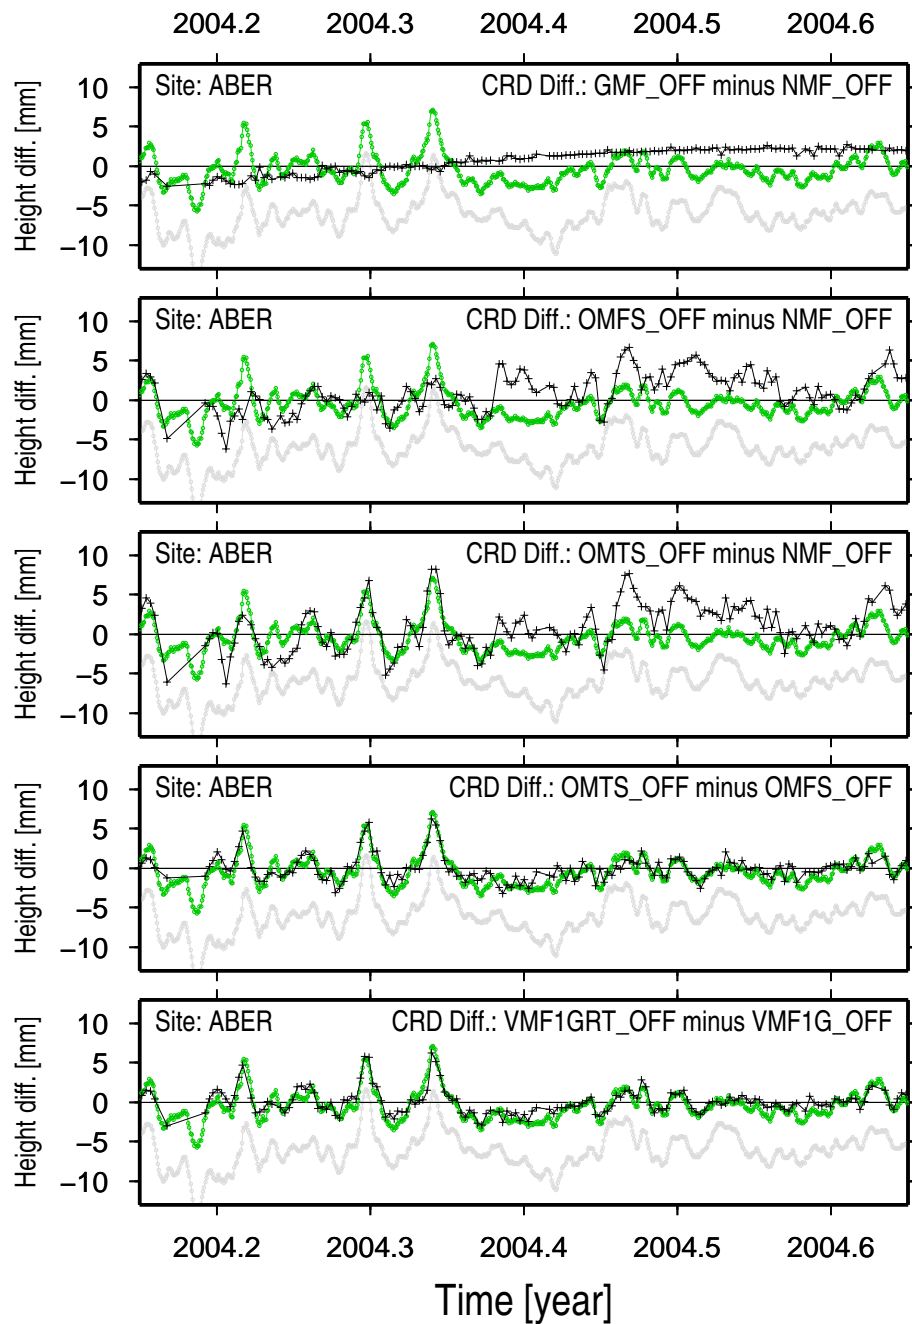 2004.2 2004.3 2004.4 2004.5 2004.6
Site: ABER CRD Diff.: GMF_OFF minus NMF_OFF
10
5
0
−5
−10
Height diff. [mm]
Site: ABER CRD Diff.: OMFS_OFF minus NMF_OFF
10
5
0
−5
−10
Height diff. [mm]
Site: ABER CRD Diff.: OMTS_OFF minus NMF_OFF
10
5
0
−5
−10
Height diff. [mm]
Site: ABER CRD Diff.: OMTS_OFF minus OMFS_OFF
10
5
0
−5
−10
Height diff. [mm]
Site: ABER CRD Diff.: VMF1GRT_OFF minus VMF1G_OFF
10
5
0
−5
−10
Height diff. [mm]
2004.2 2004.3 2004.4 2004.5 2004.6
Time [year]